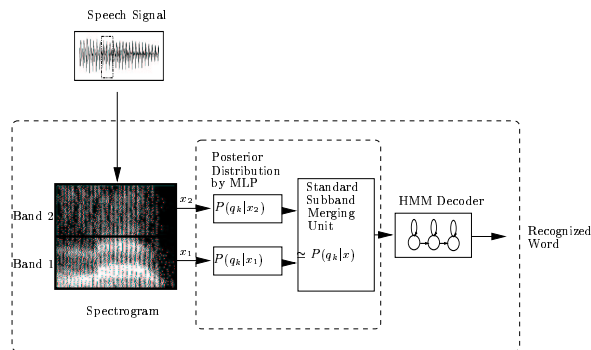 Speech Signal
Posterior
Distribution
by MLP
Standard
Subband
Merging
Unit
HMM Decoder
Band 2
x₂
P(qₖ|x₂)
Recognized
Word
Band 1
x₁
P(qₖ|x₁)
≃ P(qₖ|x)
Spectrogram